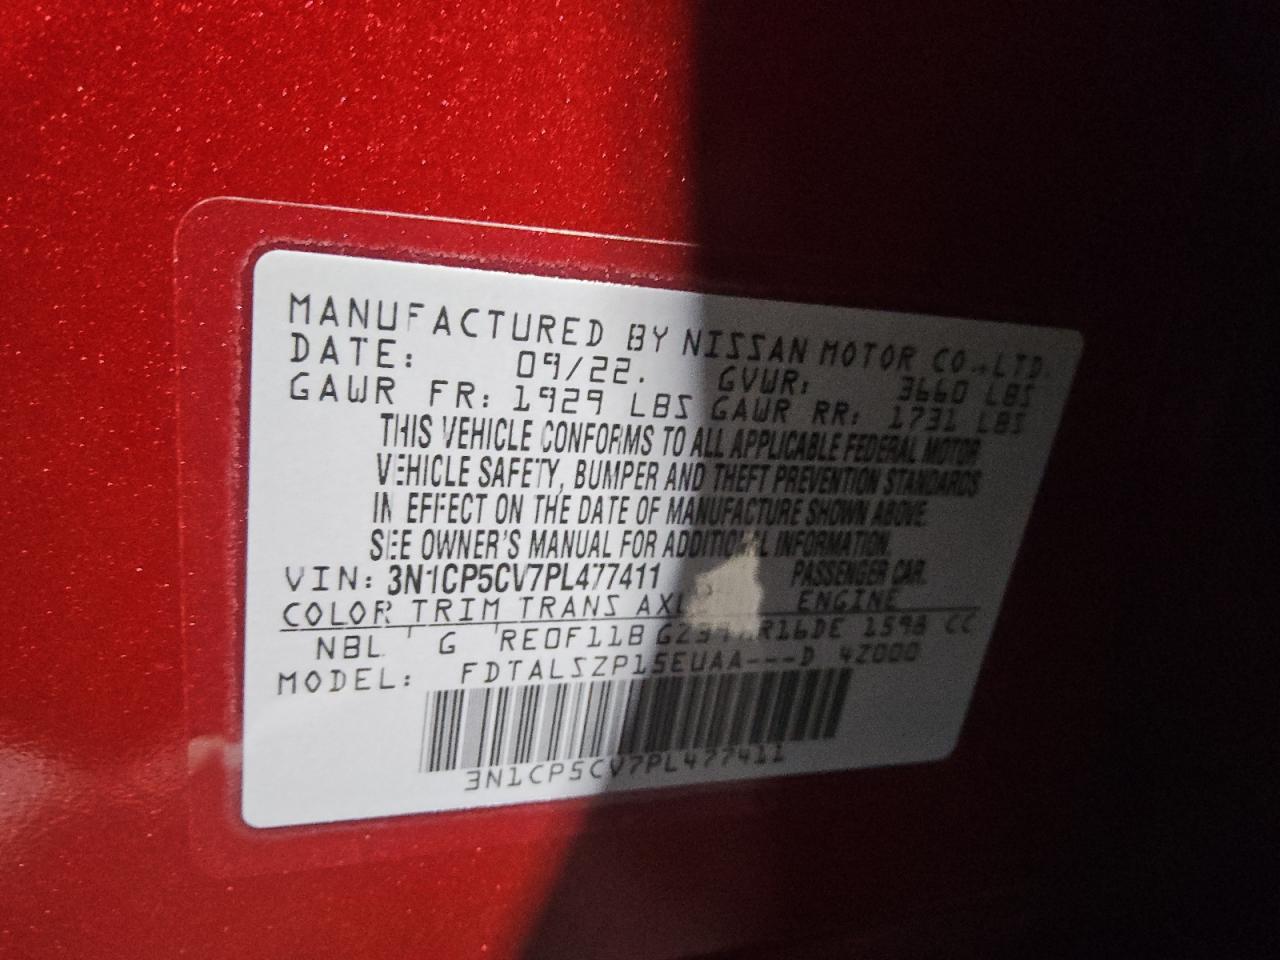 MANUFACTURED BY NISSAN MOTOR CO.,LTD.
DATE: 09/22. GVWR: 3660 LBS
GAWR FR: 1929 LBS GAWR RR: 1731 LBS
THIS VEHICLE CONFORMS TO ALL APPLICABLE FEDERAL MOTOR
VEHICLE SAFETY, BUMPER AND THEFT PREVENTION STANDARDS
IN EFFECT ON THE DATE OF MANUFACTURE SHOWN ABOVE.
SEE OWNER'S MANUAL FOR ADDITIONAL INFORMATION.
VIN: 3N1CP5CV7PL477411 PASSENGER CAR.
COLOR TRIM TRANS AXLE ENGINE
NBL G RE0F11B HR16DE 1598 CC
MODEL: FDTALSZP15EUAA---D 4Z000
3N1CP5CV7PL477411